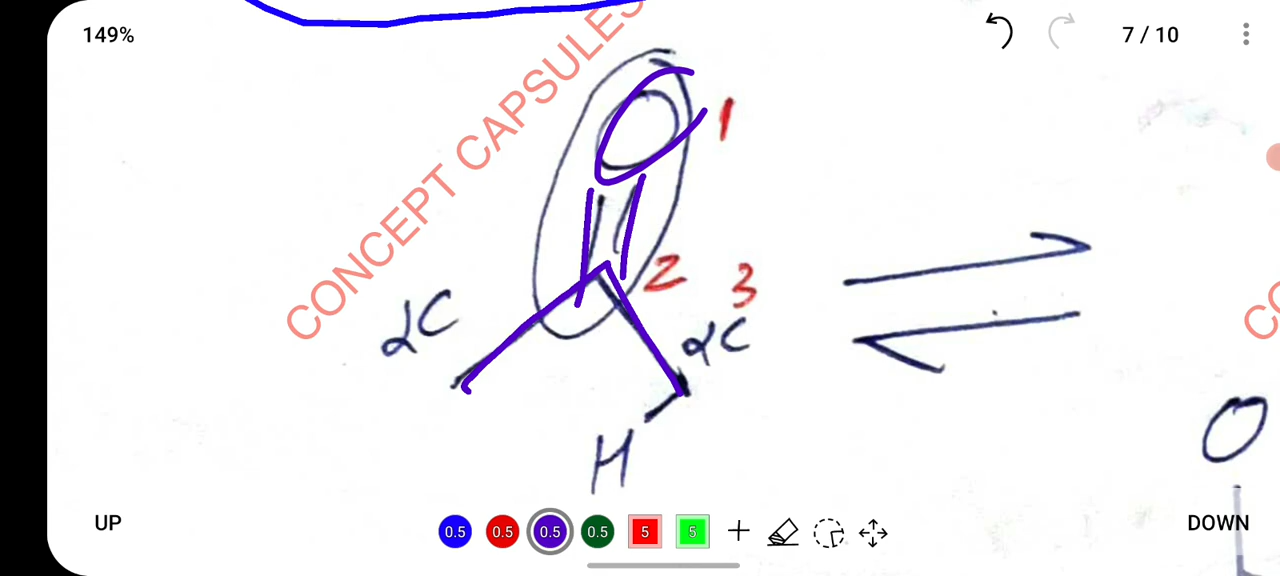 149%
7 / 10
CONCEPT CAPSULES
O
1
2
3
αC
αC
H
O
UP
0.5
0.5
0.5
0.5
5
5
DOWN